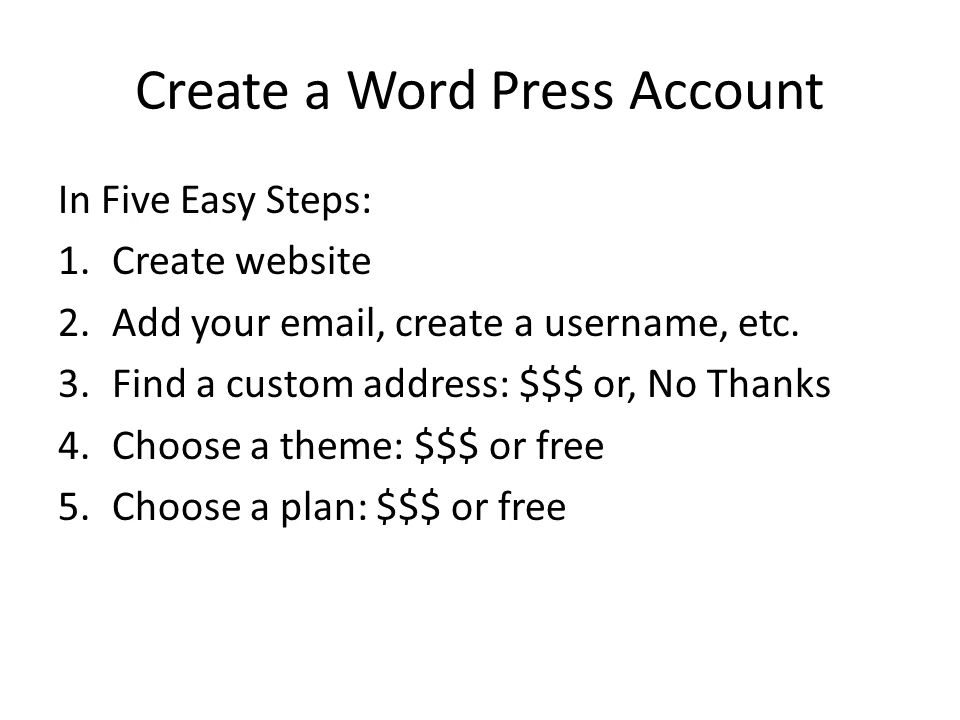 Create a Word Press Account
In Five Easy Steps:
1. Create website
2. Add your email, create a username, etc.
3. Find a custom address: $$$ or, No Thanks
4. Choose a theme: $$$ or free
5. Choose a plan: $$$ or free